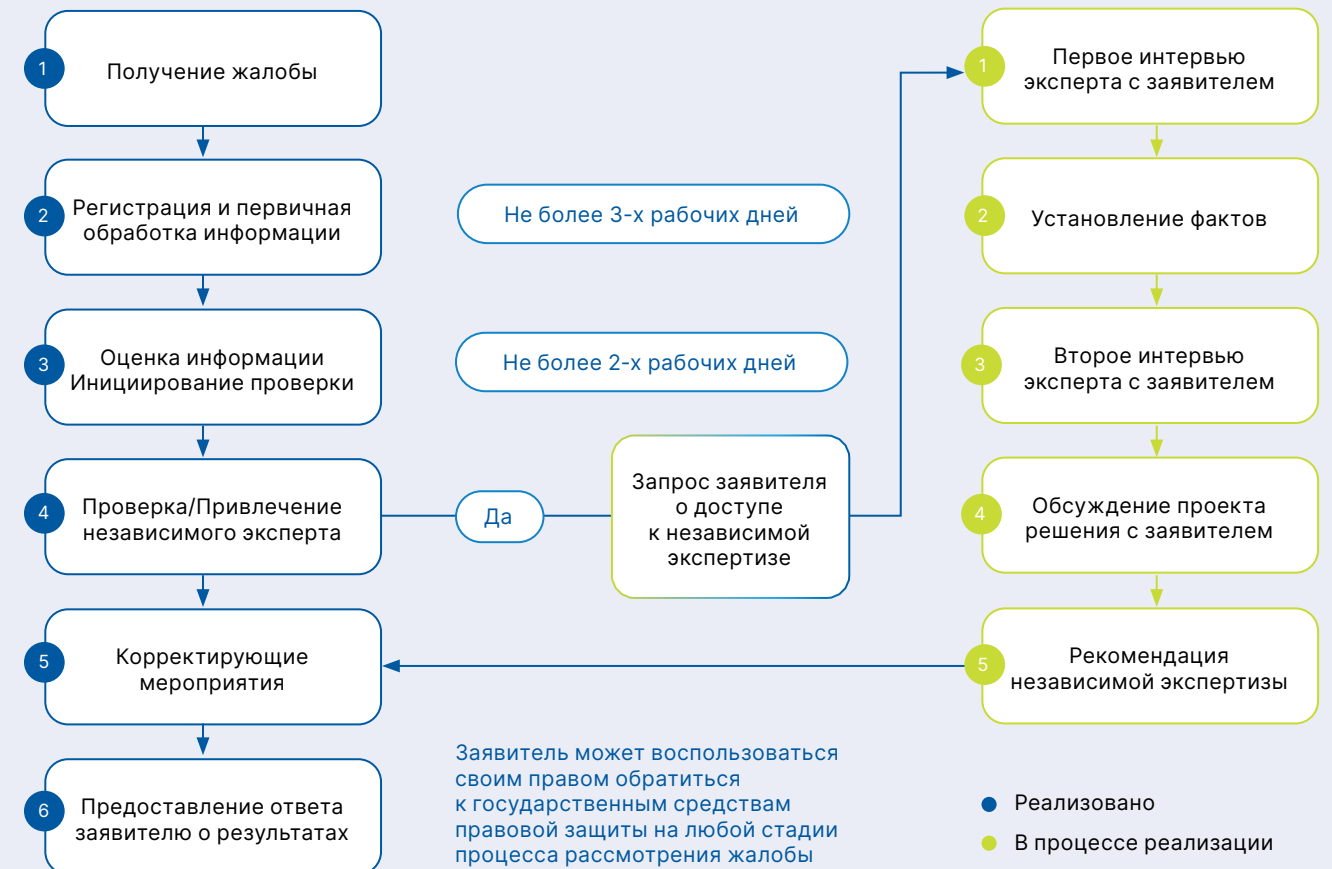 1
Получение жалобы
2
Регистрация и первичная
обработка информации
Не более 3-х рабочих дней
3
Оценка информации
Инициирование проверки
Не более 2-х рабочих дней
4
Проверка/Привлечение
независимого эксперта
Да
Запрос заявителя
о доступе
к независимой
экспертизе
5
Корректирующие
мероприятия
6
Предоставление ответа
заявителю о результатах
1
Первое интервью
эксперта с заявителем
2
Установление фактов
3
Второе интервью
эксперта с заявителем
4
Обсуждение проекта
решения с заявителем
5
Рекомендация
независимой экспертизы
Заявитель может воспользоваться
своим правом обратиться
к государственным средствам
правовой защиты на любой стадии
процесса рассмотрения жалобы
Реализовано
В процессе реализации